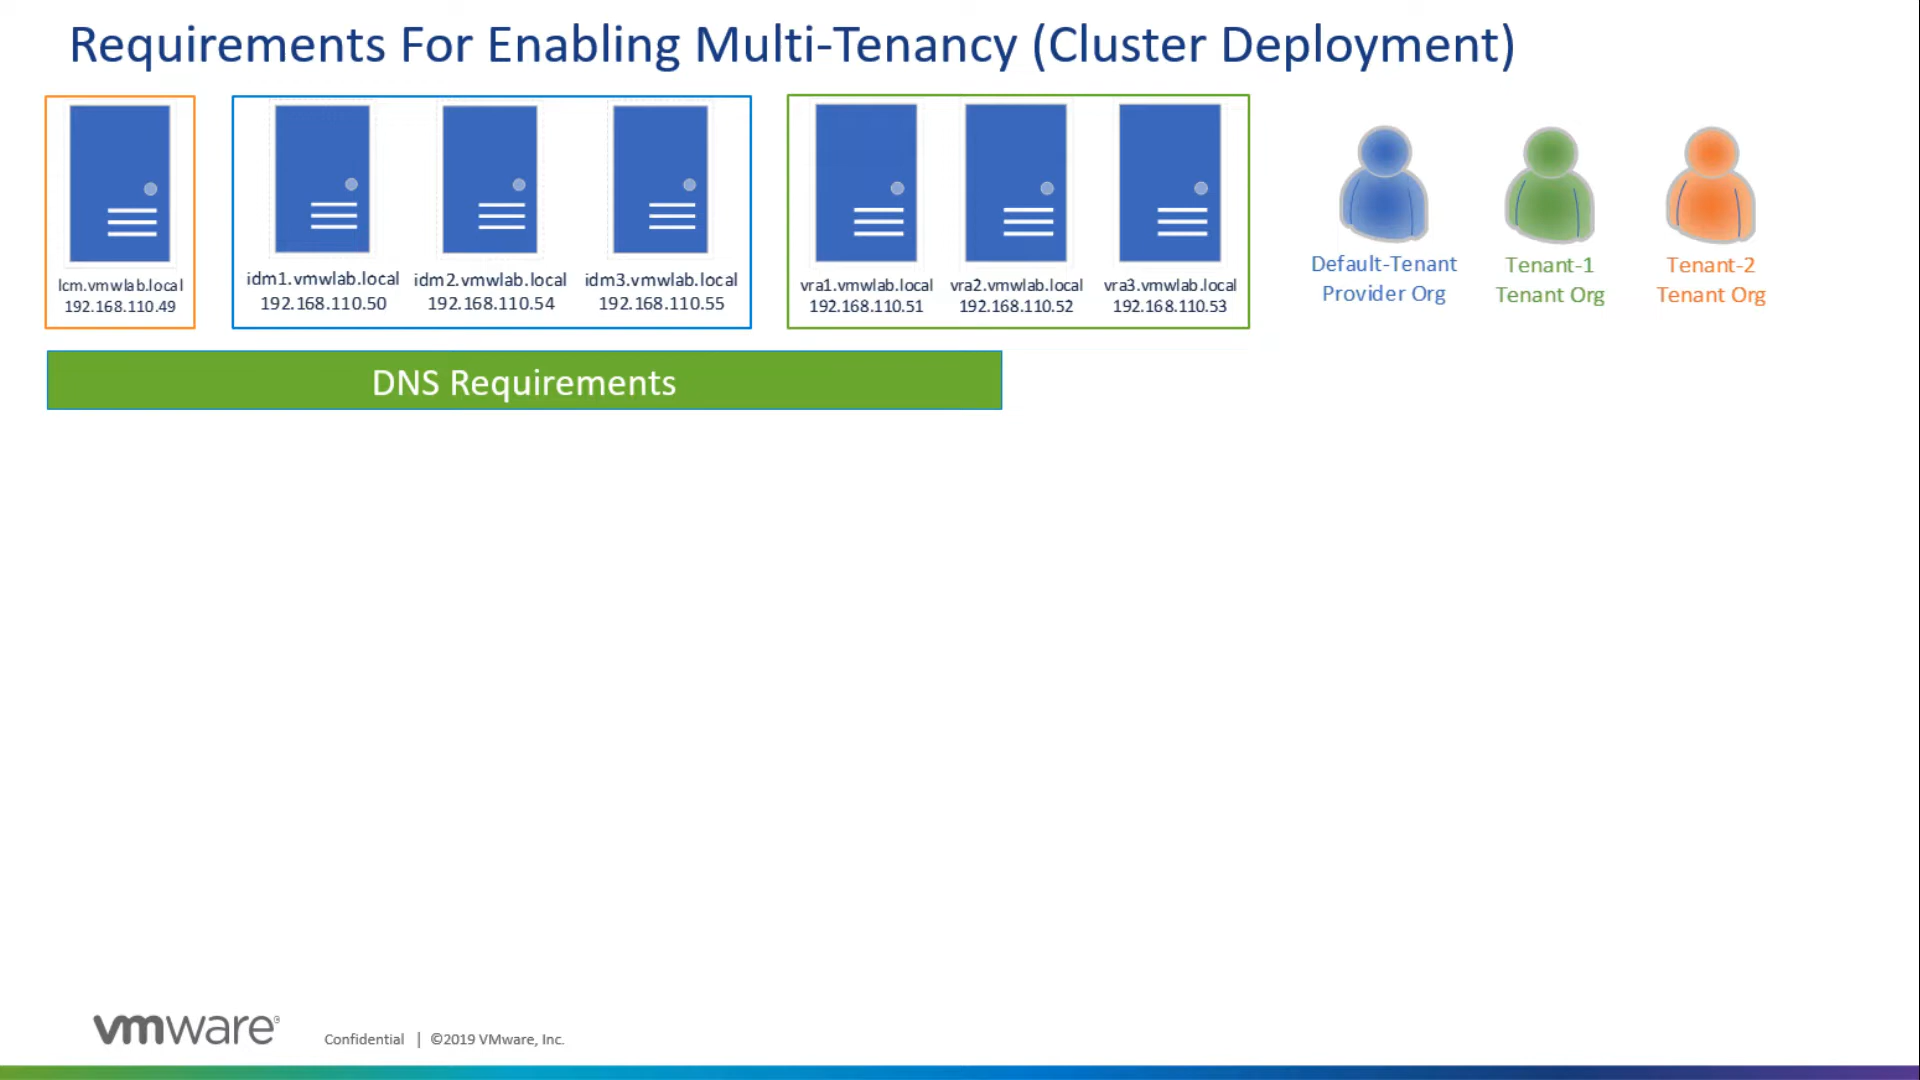 Requirements For Enabling Multi-Tenancy (Cluster Deployment)
lcm.vmwlab.local
192.168.110.49
idm1.vmwlab.local
192.168.110.50
idm2.vmwlab.local
192.168.110.54
idm3.vmwlab.local
192.168.110.55
vra1.vmwlab.local
192.168.110.51
vra2.vmwlab.local
192.168.110.52
vra3.vmwlab.local
192.168.110.53
Default-Tenant
Provider Org
Tenant-1
Tenant Org
Tenant-2
Tenant Org
DNS Requirements
vmware®
Confidential | ©2019 VMware, Inc.